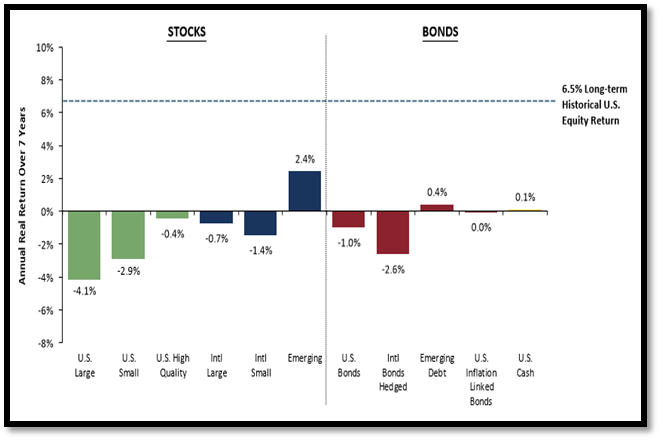 STOCKS
BONDS
10%
8%
6%
4%
2%
0%
-2%
-4%
-6%
-8%
Annual Real Return Over 7 Years
6.5% Long-term
Historical U.S.
Equity Return
-4.1%
-2.9%
-0.4%
-0.7%
-1.4%
2.4%
-1.0%
-2.6%
0.4%
0.0%
0.1%
U.S.
Large
U.S.
Small
U.S. High
Quality
Intl
Large
Intl
Small
Emerging
U.S.
Bonds
Intl
Bonds
Hedged
Emerging
Debt
U.S.
Inflation
Linked
Bonds
U.S.
Cash